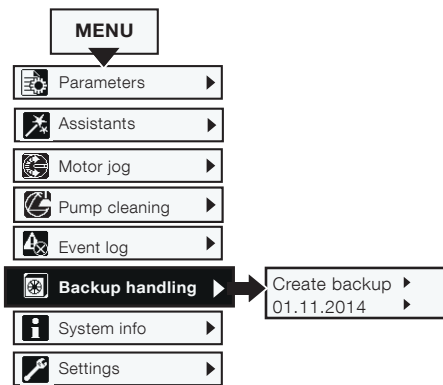 MENU
Parameters
Assistants
Motor jog
Pump cleaning
Event log
Backup handling
Create backup
01.11.2014
System info
Settings